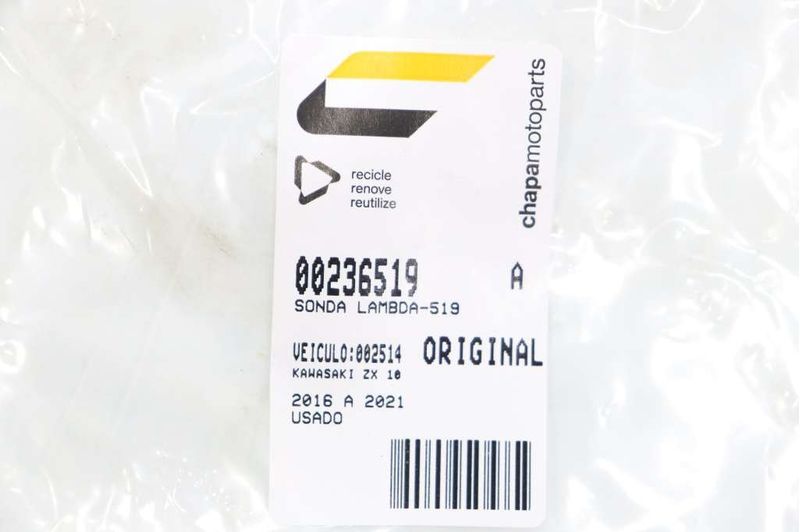 chapamotoparts
recicle
renove
reutilize
00236519 A
SONDA LAMBDA-519
VEICULO:002514 ORIGINAL
KAWASAKI ZX 10
2016 A 2021
USADO